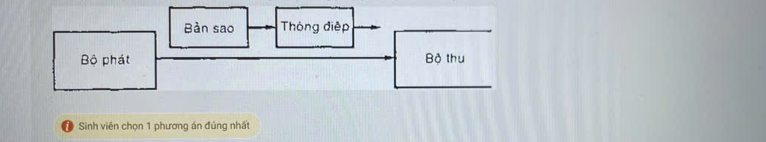 Bản sao
Thông điệp
Bộ phát
Bộ thu
Sinh viên chọn 1 phương án đúng nhất